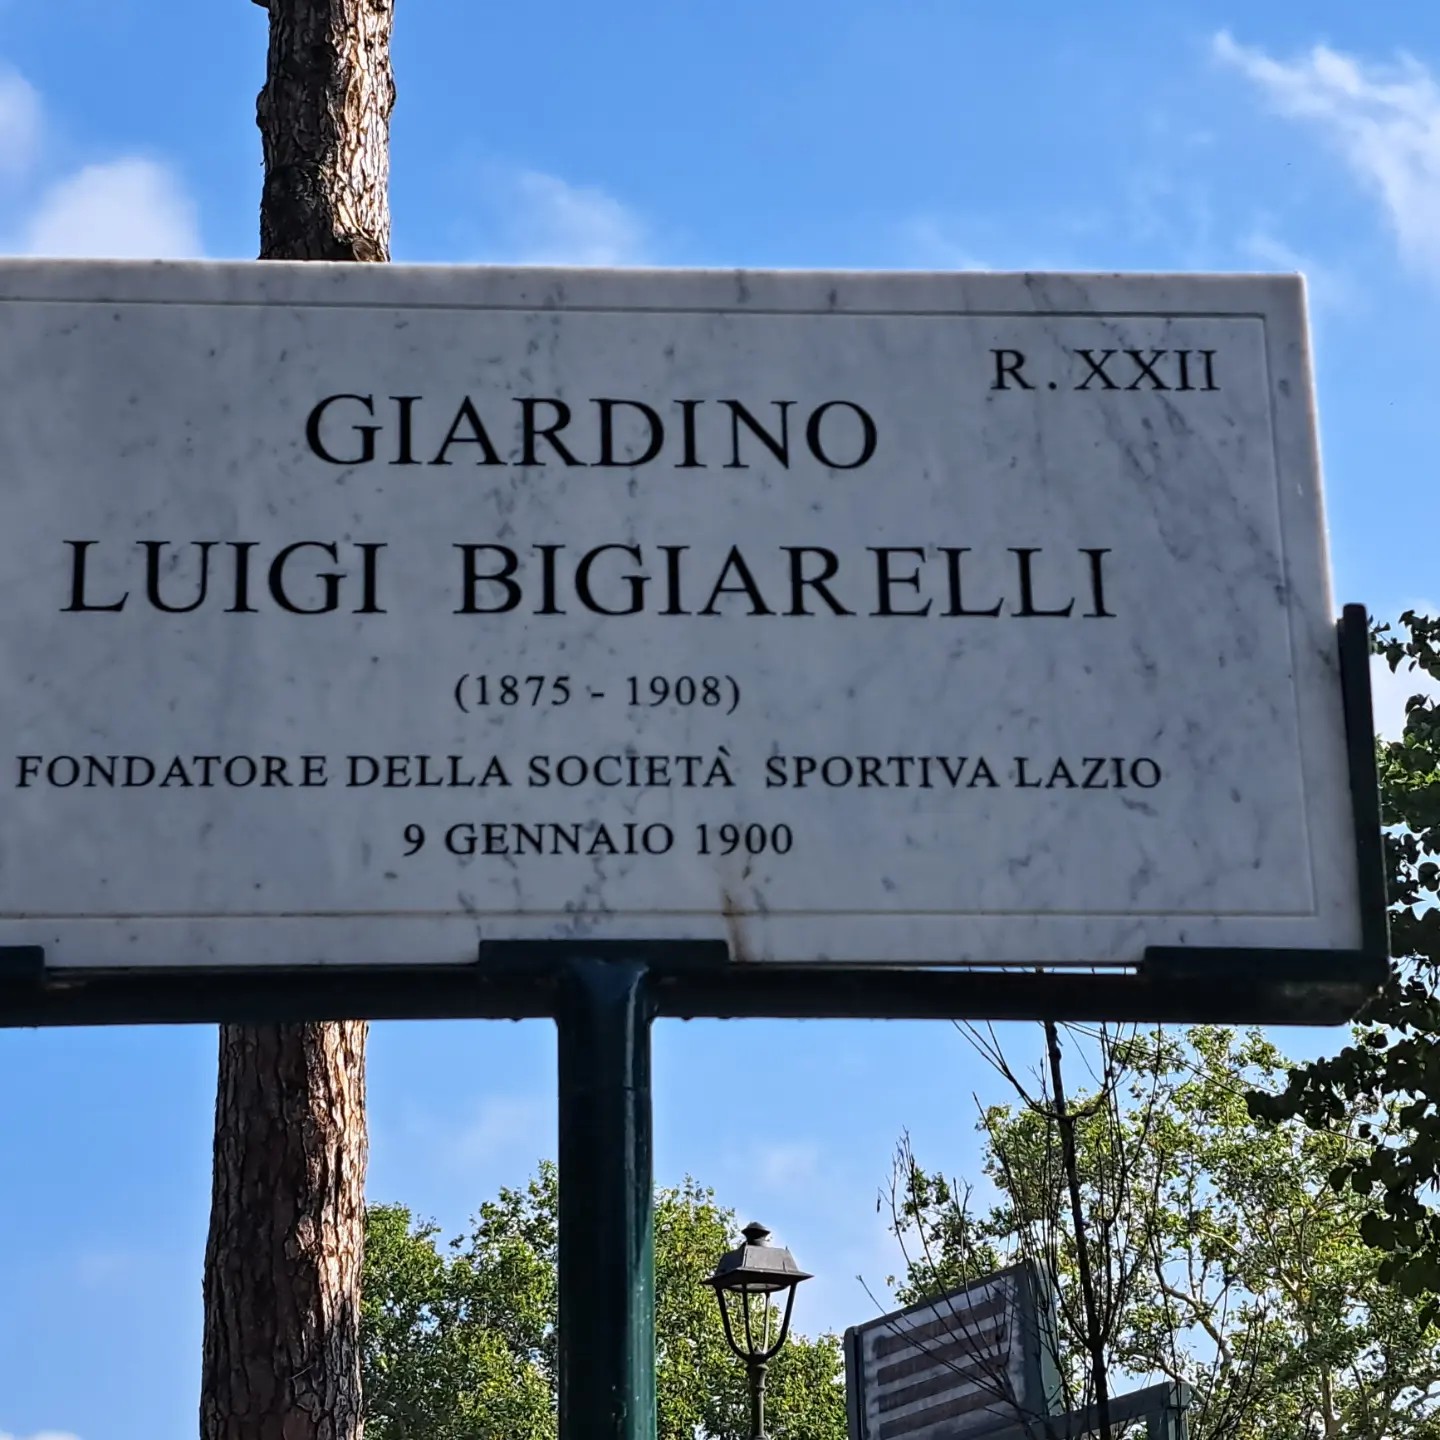 R. XXII
GIARDINO
LUIGI BIGIARELLI
(1875 - 1908)
FONDATORE DELLA SOCIETÀ SPORTIVA LAZIO
9 GENNAIO 1900